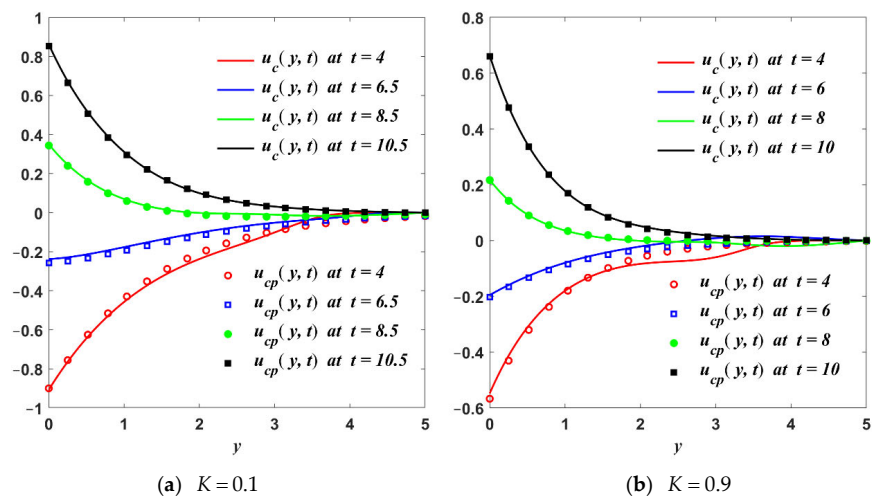 1
0.8
0.6
0.4
0.2
0
-0.2
-0.4
-0.6
-0.8
-1
0 1 2 3 4 5
y
u_c(y, t) at t = 4
u_c(y, t) at t = 6.5
u_c(y, t) at t = 8.5
u_c(y, t) at t = 10.5
u_cp(y, t) at t = 4
u_cp(y, t) at t = 6.5
u_cp(y, t) at t = 8.5
u_cp(y, t) at t = 10.5
(a) K = 0.1
0.8
0.6
0.4
0.2
0
-0.2
-0.4
-0.6
0 1 2 3 4 5
y
u_c(y, t) at t = 4
u_c(y, t) at t = 6
u_c(y, t) at t = 8
u_c(y, t) at t = 10
u_cp(y, t) at t = 4
u_cp(y, t) at t = 6
u_cp(y, t) at t = 8
u_cp(y, t) at t = 10
(b) K = 0.9